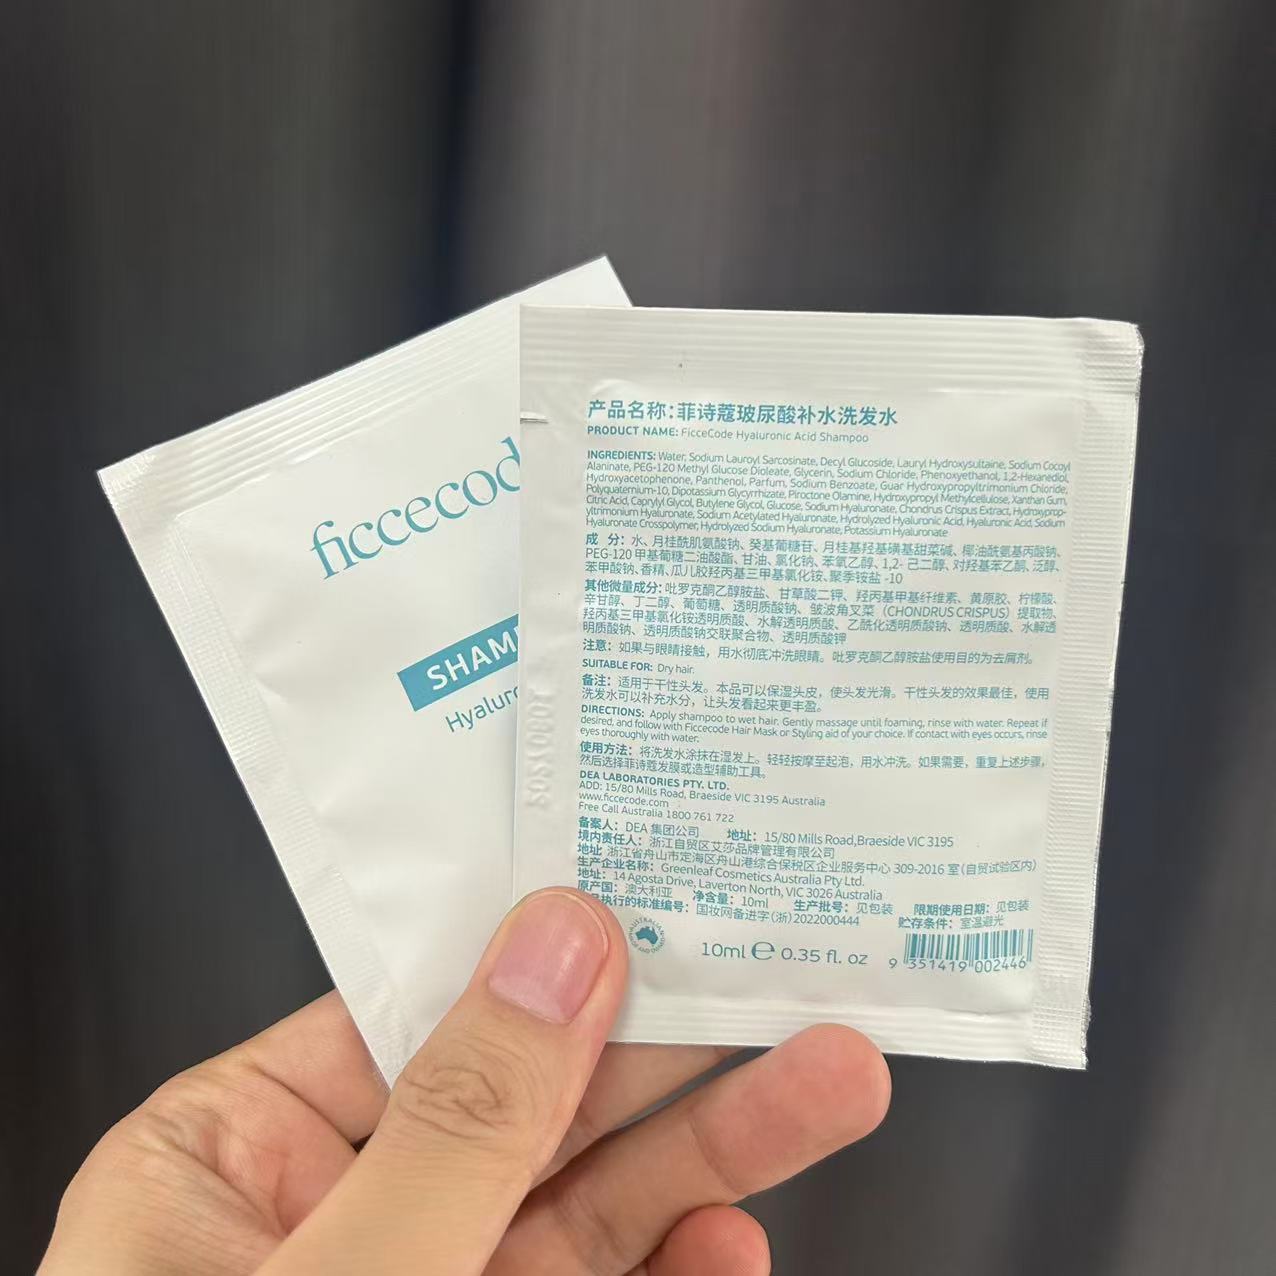 ficcecod
SHAM
Hyaluro
产品名称：菲诗蔻玻尿酸补水洗发水
PRODUCT NAME: FicceCode Hyaluronic Acid Shampoo
INGREDIENTS: Water, Sodium Lauroyl Sarcosinate, Decyl Glucoside, Lauryl Hydroxysultaine, Sodium Cocoyl
Alaninate, PEG-120 Methyl Glucose Dioleate, Glycerin, Sodium Chloride, Phenoxyethanol, 1,2-Hexanediol,
Hydroxyacetophenone, Panthenol, Parfum, Sodium Benzoate, Guar Hydroxypropyltrimonium Chloride,
Polyquaternium-10, Dipotassium Glycyrrhizate, Piroctone Olamine, Hydroxypropyl Methylcellulose, Xanthan Gum,
Citric Acid, Caprylyl Glycol, Butylene Glycol, Glucose, Sodium Hyaluronate, Chondrus Crispus Extract, Hydroxyprop-
yltrimonium Hyaluronate, Sodium Acetylated Hyaluronate, Hydrolyzed Hyaluronic Acid, Hyaluronic Acid, Sodium
Hyaluronate Crosspolymer, Hydrolyzed Sodium Hyaluronate, Potassium Hyaluronate
成 分：水、月桂酰肌氨酸钠、癸基葡糖苷、月桂基羟基磺基甜菜碱、椰油酰氨基丙酸钠、
PEG-120 甲基葡糖二油酸酯、甘油、氯化钠、苯氧乙醇、1,2- 己二醇、对羟基苯乙酮、泛醇、
苯甲酸钠、香精、瓜儿胶羟丙基三甲基氯化铵、聚季铵盐 -10
其他微量成分：吡罗克酮乙醇胺盐、甘草酸二钾、羟丙基甲基纤维素、黄原胶、柠檬酸、
辛甘醇、丁二醇、葡萄糖、透明质酸钠、皱波角叉菜（CHONDRUS CRISPUS）提取物、
羟丙基三甲基氯化铵透明质酸、水解透明质酸、乙酰化透明质酸钠、透明质酸、水解透
明质酸钠、透明质酸钠交联聚合物、透明质酸钾
注意：如果与眼睛接触，用水彻底冲洗眼睛。吡罗克酮乙醇胺盐使用目的为去屑剂。
SUITABLE FOR: Dry hair.
备注：适用于干性头发。本品可以保湿头皮，使头发光滑。干性头发的效果最佳，使用
洗发水可以补充水分，让头发看起来更丰盈。
DIRECTIONS: Apply shampoo to wet hair. Gently massage until foaming, rinse with water. Repeat if
desired, and follow with Ficcecode Hair Mask or Styling aid of your choice. If contact with eyes occurs, rinse
eyes thoroughly with water.
使用方法：将洗发水涂抹在湿发上。轻轻按摩至起泡，用水冲洗。如果需要，重复上述步骤，
然后选择菲诗蔻发膜或造型辅助工具。
DEA LABORATORIES PTY. LTD.
ADD: 15/80 Mills Road, Braeside VIC 3195 Australia
www.ficcecode.com
Free Call Australia 1800 761 722
备案人：DEA 集团公司 地址：15/80 Mills Road,Braeside VIC 3195
境内责任人：浙江自贸区艾莎品牌管理有限公司
地址 浙江省舟山市定海区舟山港综合保税区企业服务中心 309-2016 室（自贸试验区内）
生产企业名称：Greenleaf Cosmetics Australia Pty Ltd.
地址：14 Agosta Drive, Laverton North, VIC 3026 Australia
原产国：澳大利亚 净含量：10ml 生产批号：见包装 限期使用日期：见包装
执行的标准编号：国妆网备进字（浙）2022000444 贮存条件：室温避光
10ml ℮ 0.35 fl. oz
9 351419 002446